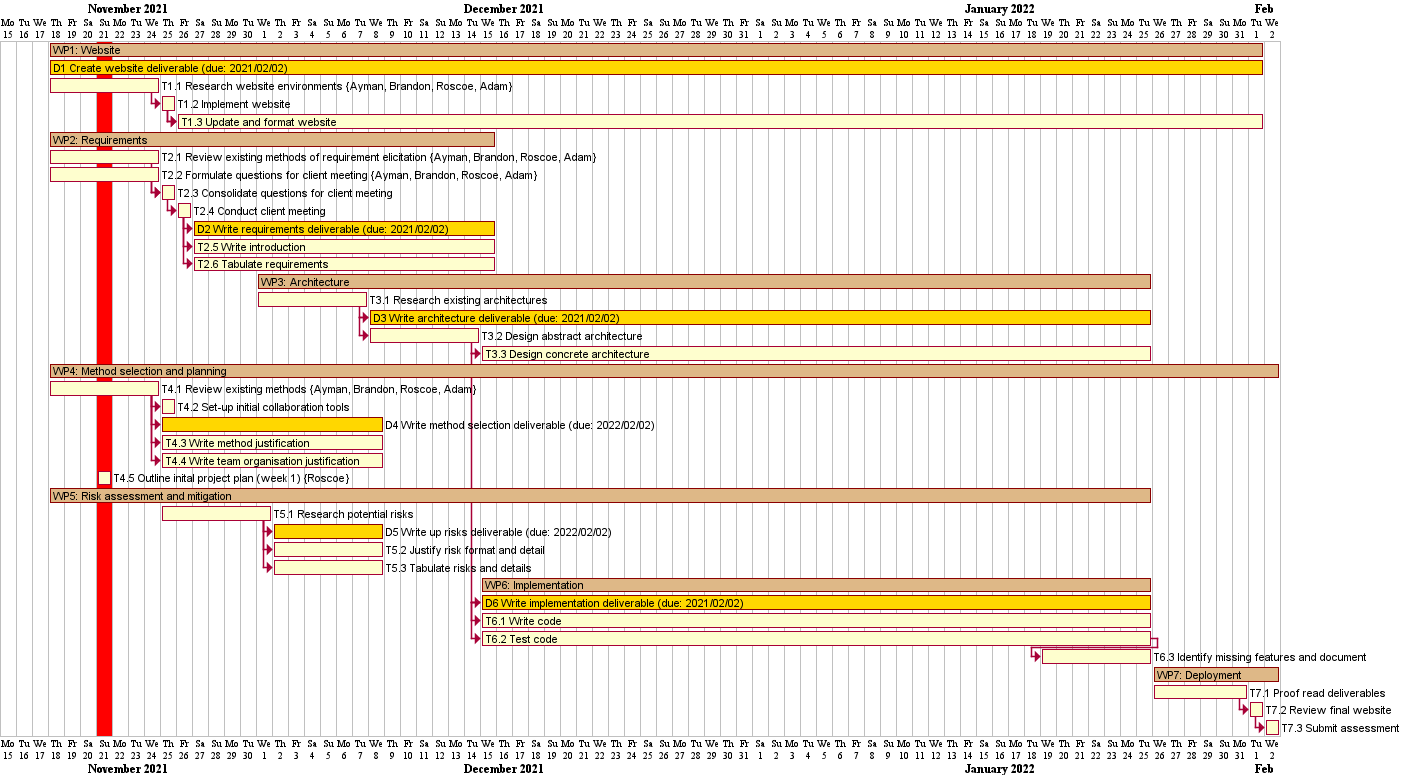 November 2021 December 2021 January 2022 Feb
Mo Tu We Th Fr Sa Su Mo Tu We Th Fr Sa Su Mo Tu We Th Fr Sa Su Mo Tu We Th Fr Sa Su Mo Tu We Th Fr Sa Su Mo Tu We Th Fr Sa Su Mo Tu We Th Fr Sa Su Mo Tu We Th Fr Sa Su Mo Tu We Th Fr Sa Su Mo Tu We Th Fr Sa Su Mo Tu We Th Fr Sa Su Mo Tu We
15 16 17 18 19 20 21 22 23 24 25 26 27 28 29 30 1 2 3 4 5 6 7 8 9 10 11 12 13 14 15 16 17 18 19 20 21 22 23 24 25 26 27 28 29 30 31 1 2 3 4 5 6 7 8 9 10 11 12 13 14 15 16 17 18 19 20 21 22 23 24 25 26 27 28 29 30 31 1 2
WP1: Website
D1 Create website deliverable (due: 2021/02/02)
T1.1 Research website environments {Ayman, Brandon, Roscoe, Adam}
T1.2 Implement website
T1.3 Update and format website
WP2: Requirements
T2.1 Review existing methods of requirement elicitation {Ayman, Brandon, Roscoe, Adam}
T2.2 Formulate questions for client meeting {Ayman, Brandon, Roscoe, Adam}
T2.3 Consolidate questions for client meeting
T2.4 Conduct client meeting
D2 Write requirements deliverable (due: 2021/02/02)
T2.5 Write introduction
T2.6 Tabulate requirements
WP3: Architecture
T3.1 Research existing architectures
D3 Write architecture deliverable (due: 2021/02/02)
T3.2 Design abstract architecture
T3.3 Design concrete architecture
WP4: Method selection and planning
T4.1 Review existing methods {Ayman, Brandon, Roscoe, Adam}
T4.2 Set-up initial collaboration tools
D4 Write method selection deliverable (due: 2022/02/02)
T4.3 Write method justification
T4.4 Write team organisation justification
T4.5 Outline inital project plan (week 1) {Roscoe}
WP5: Risk assessment and mitigation
T5.1 Research potential risks
D5 Write up risks deliverable (due: 2022/02/02)
T5.2 Justify risk format and detail
T5.3 Tabulate risks and details
WP6: Implementation
D6 Write implementation deliverable (due: 2021/02/02)
T6.1 Write code
T6.2 Test code
T6.3 Identify missing features and document
WP7: Deployment
T7.1 Proof read deliverables
T7.2 Review final website
T7.3 Submit assessment
Mo Tu We Th Fr Sa Su Mo Tu We Th Fr Sa Su Mo Tu We Th Fr Sa Su Mo Tu We Th Fr Sa Su Mo Tu We Th Fr Sa Su Mo Tu We Th Fr Sa Su Mo Tu We Th Fr Sa Su Mo Tu We Th Fr Sa Su Mo Tu We Th Fr Sa Su Mo Tu We Th Fr Sa Su Mo Tu We Th Fr Sa Su Mo Tu We
15 16 17 18 19 20 21 22 23 24 25 26 27 28 29 30 1 2 3 4 5 6 7 8 9 10 11 12 13 14 15 16 17 18 19 20 21 22 23 24 25 26 27 28 29 30 31 1 2 3 4 5 6 7 8 9 10 11 12 13 14 15 16 17 18 19 20 21 22 23 24 25 26 27 28 29 30 31 1 2
November 2021 December 2021 January 2022 Feb